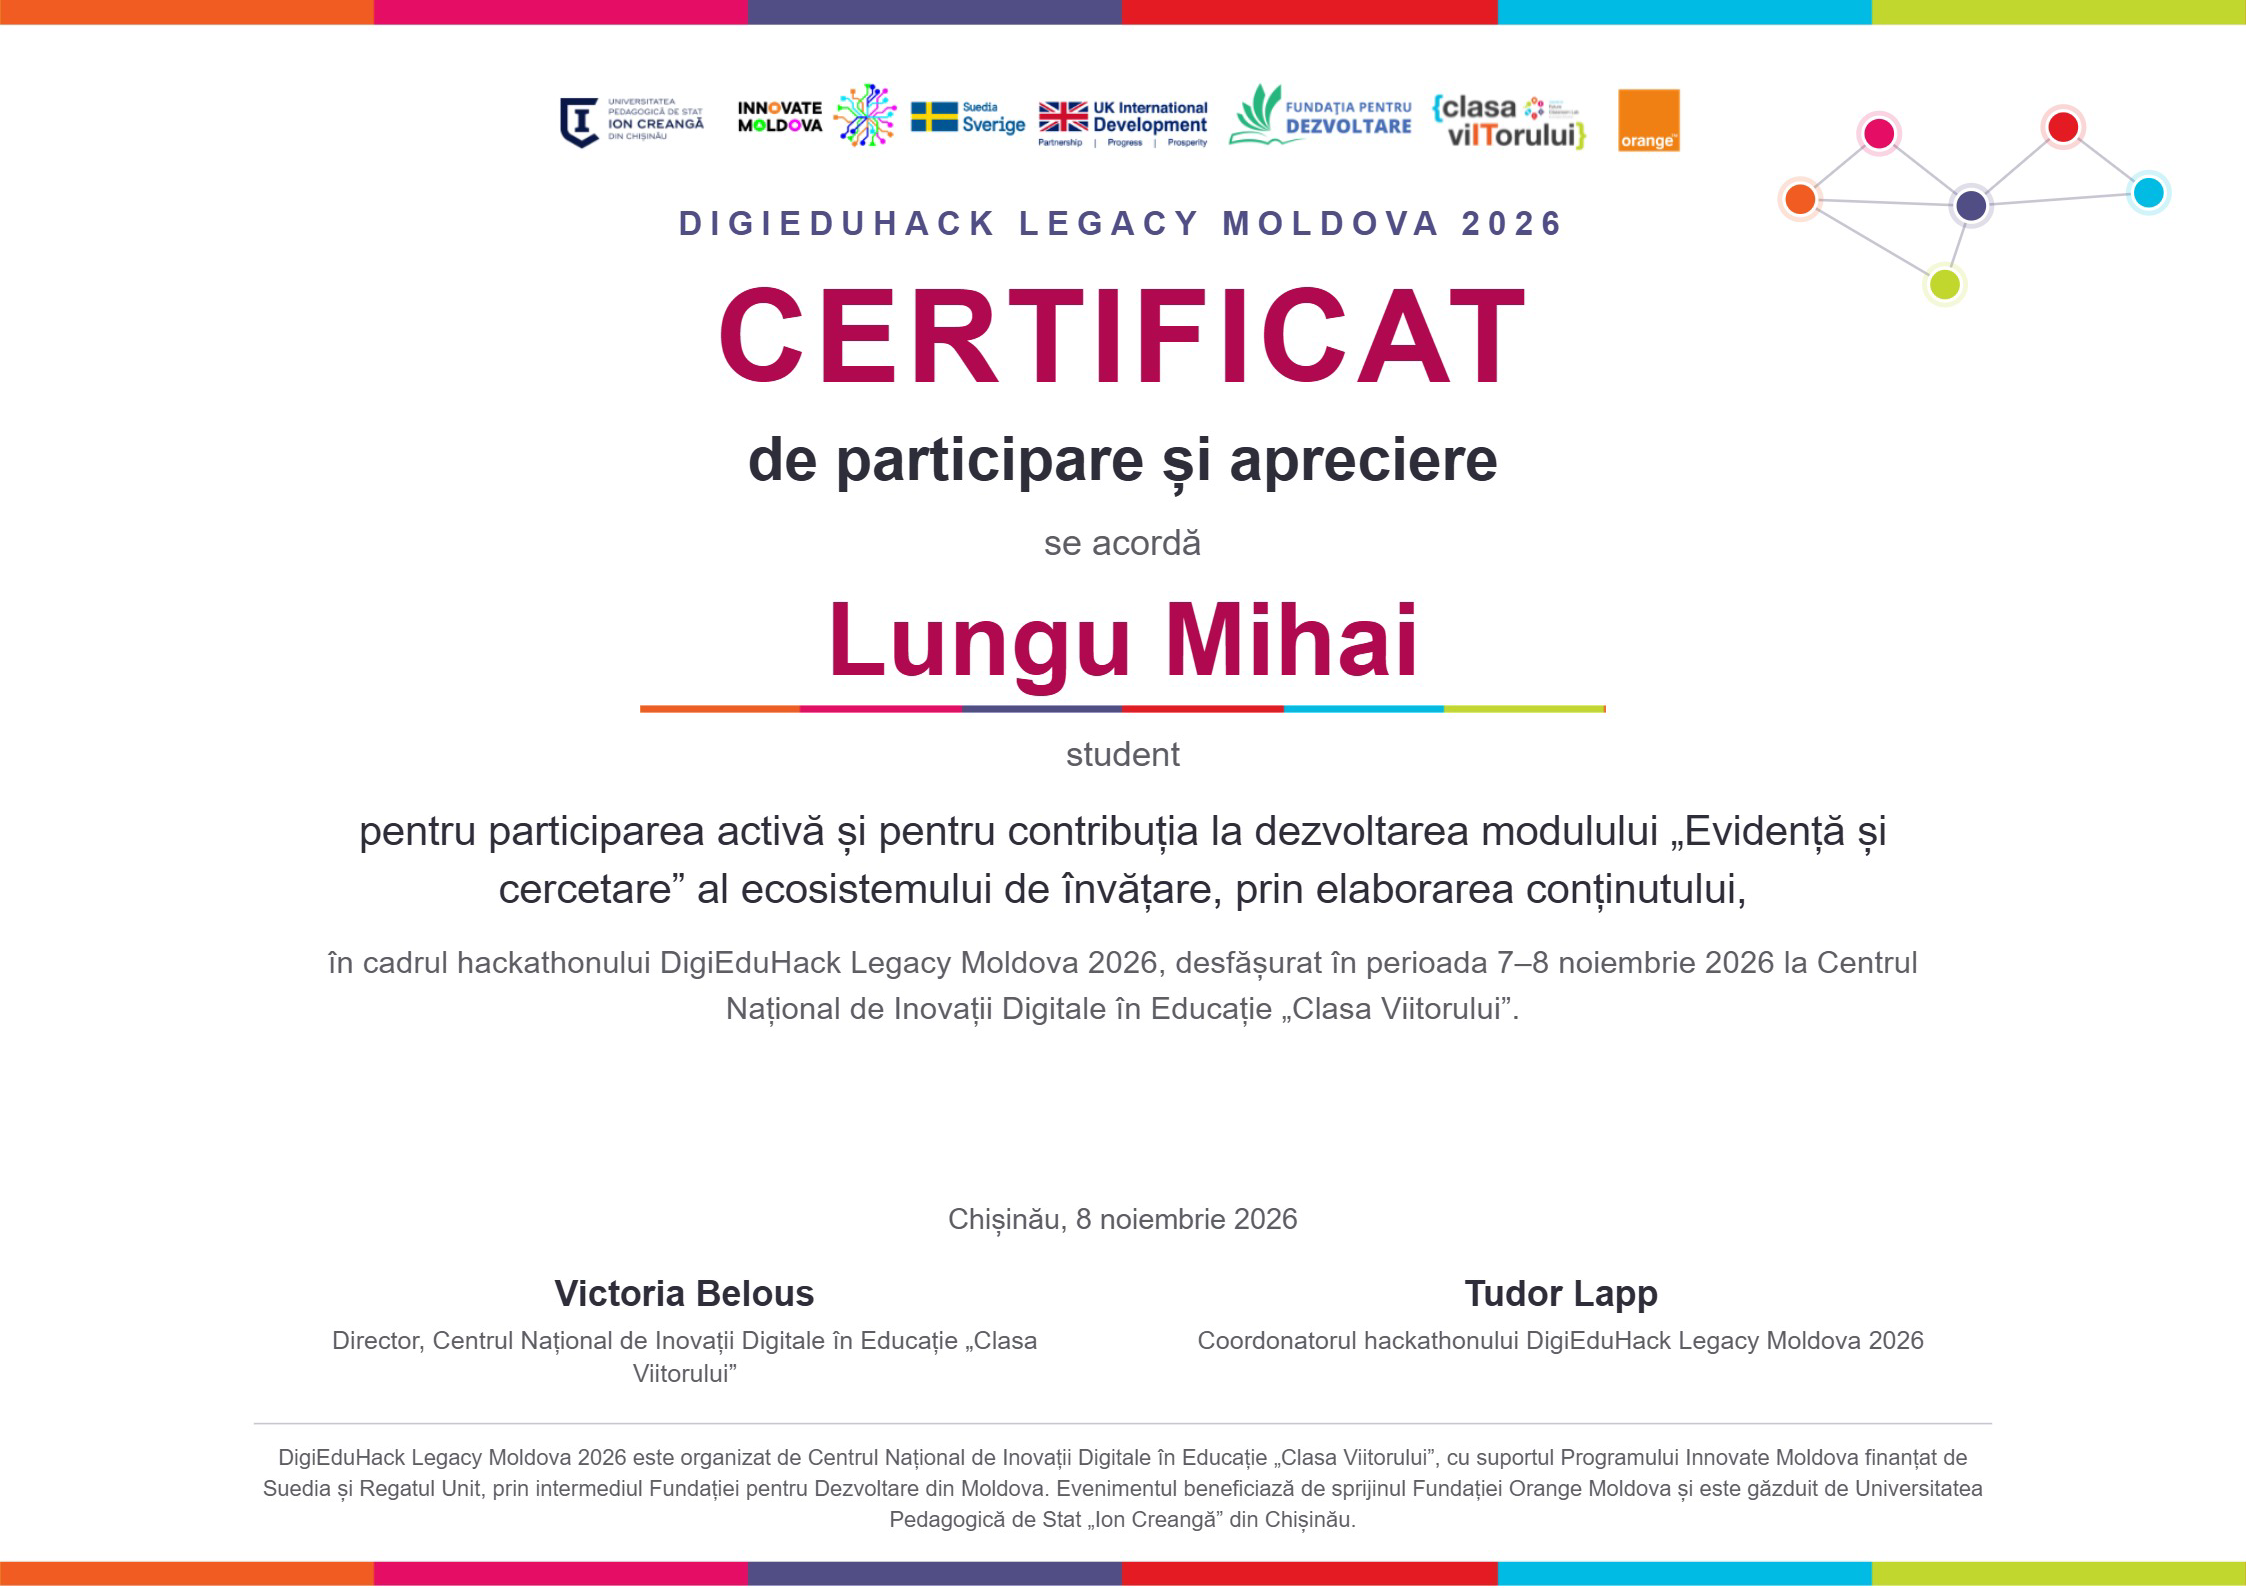 UNIVERSITATEA
PEDAGOGICĂ DE STAT
ION CREANGĂ
DIN CHIȘINĂU
INNOVATE
MOLDOVA
Suedia
Sverige
UK International
Development
Partnership | Progress | Prosperity
FUNDAȚIA PENTRU
DEZVOLTARE
{clasa
viITorului}
orange™
DIGIEDUHACK LEGACY MOLDOVA 2026
CERTIFICAT
de participare și apreciere
se acordă
Lungu Mihai
student
pentru participarea activă și pentru contribuția la dezvoltarea modulului „Evidență și
cercetare” al ecosistemului de învățare, prin elaborarea conținutului,
în cadrul hackathonului DigiEduHack Legacy Moldova 2026, desfășurat în perioada 7–8 noiembrie 2026 la Centrul
Național de Inovații Digitale în Educație „Clasa Viitorului”.
Chișinău, 8 noiembrie 2026
Victoria Belous
Director, Centrul Național de Inovații Digitale în Educație „Clasa
Viitorului”
Tudor Lapp
Coordonatorul hackathonului DigiEduHack Legacy Moldova 2026
DigiEduHack Legacy Moldova 2026 este organizat de Centrul Național de Inovații Digitale în Educație „Clasa Viitorului”, cu suportul Programului Innovate Moldova finanțat de
Suedia și Regatul Unit, prin intermediul Fundației pentru Dezvoltare din Moldova. Evenimentul beneficiază de sprijinul Fundației Orange Moldova și este găzduit de Universitatea
Pedagogică de Stat „Ion Creangă” din Chișinău.